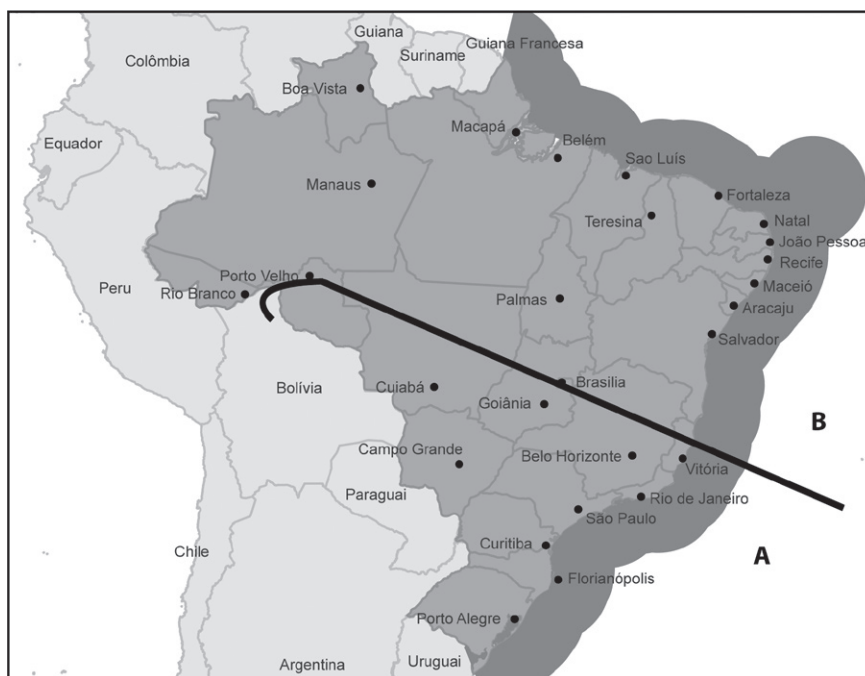 Guiana
Guiana Francesa
Suriname
Colômbia
Boa Vista
Macapá
Equador
Belém
Sao Luís
Manaus
Fortaleza
Teresina
Natal
João Pessoa
Recife
Peru
Porto Velho
Rio Branco
Maceió
Palmas
Aracaju
Salvador
Bolívia
Cuiabá
Brasilia
Goiânia
B
Campo Grande
Belo Horizonte
Vitória
Paraguai
Rio de Janeiro
São Paulo
Chile
Curitiba
A
Florianópolis
Porto Alegre
Argentina
Uruguai